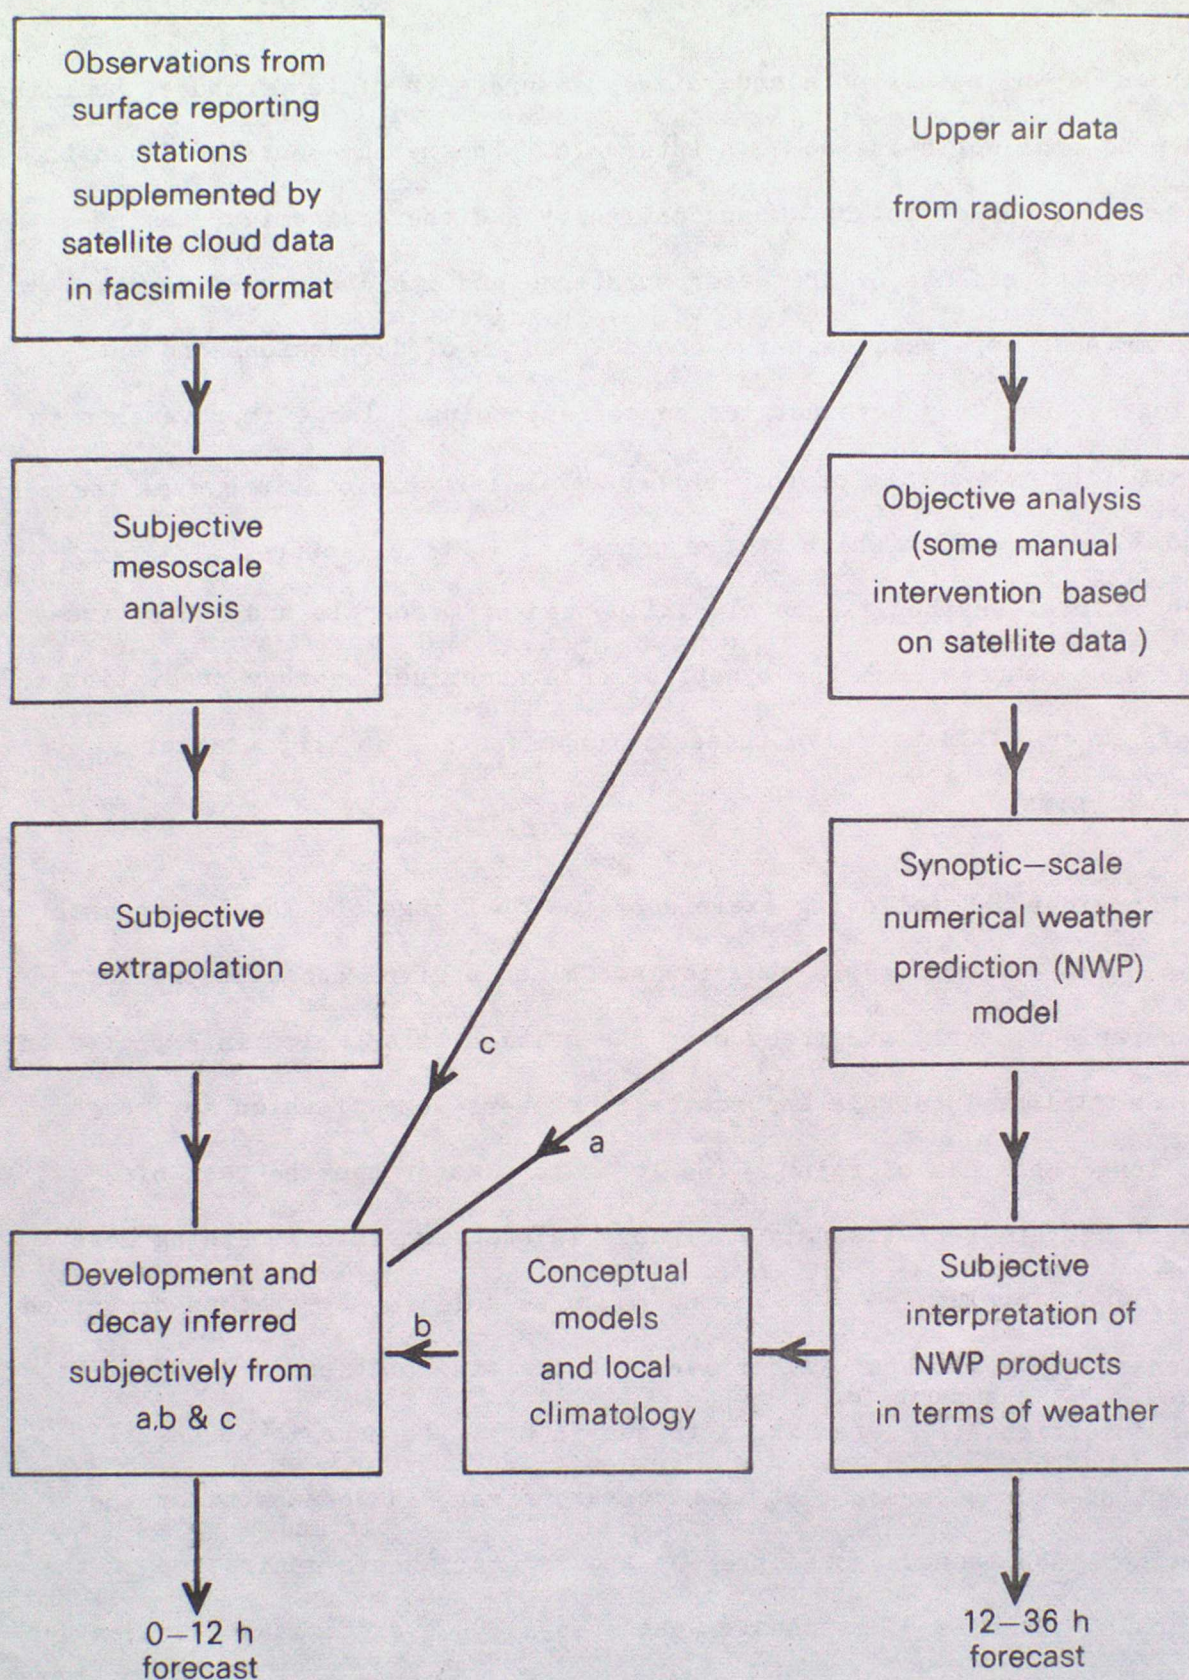 Observations from
surface reporting
stations
supplemented by
satellite cloud data
in facsimile format
Upper air data
from radiosondes
Subjective
mesoscale
analysis
Objective analysis
(some manual
intervention based
on satellite data )
Subjective
extrapolation
Synoptic–scale
numerical weather
prediction (NWP)
model
c
a
Development and
decay inferred
subjectively from
a,b & c
b
Conceptual
models
and local
climatology
Subjective
interpretation of
NWP products
in terms of weather
0–12 h
forecast
12–36 h
forecast